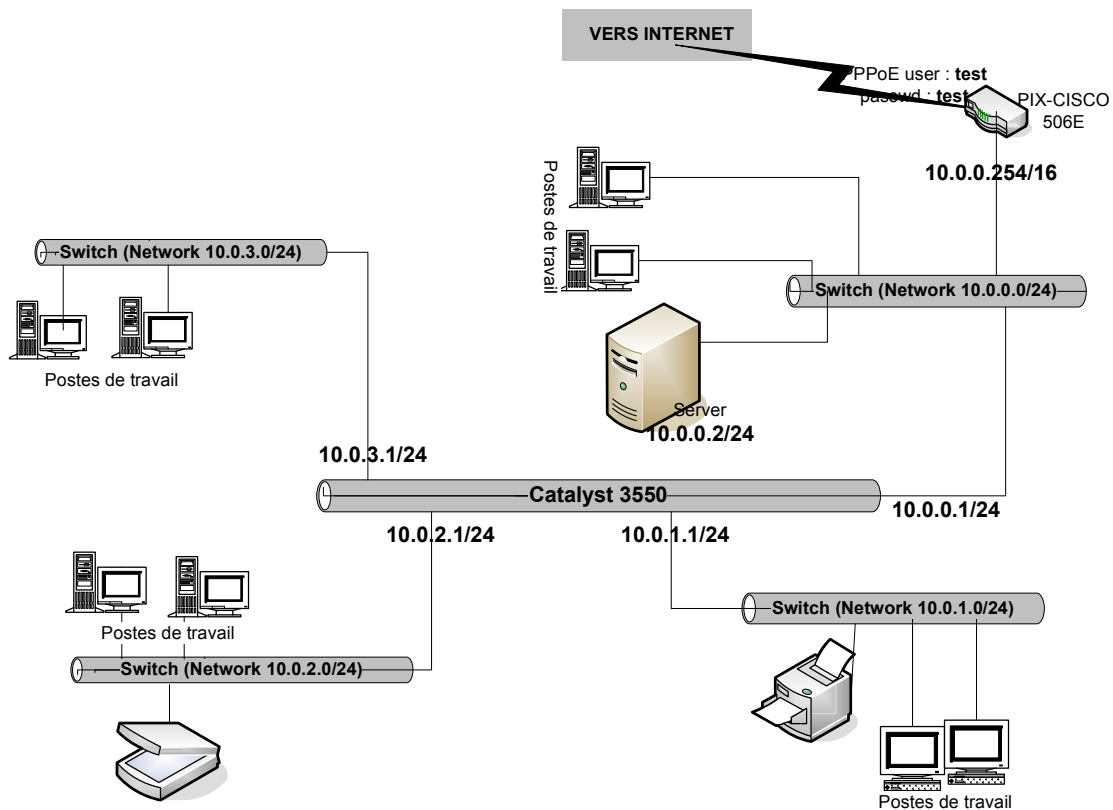 VERS INTERNET
PPPoE user : test
passwd : test
PIX-CISCO
506E
10.0.0.254/16
Postes de travail
Switch (Network 10.0.3.0/24)
Switch (Network 10.0.0.0/24)
Postes de travail
Server
10.0.0.2/24
10.0.3.1/24
Catalyst 3550
10.0.0.1/24
10.0.2.1/24
10.0.1.1/24
Postes de travail
Switch (Network 10.0.1.0/24)
Switch (Network 10.0.2.0/24)
Postes de travail